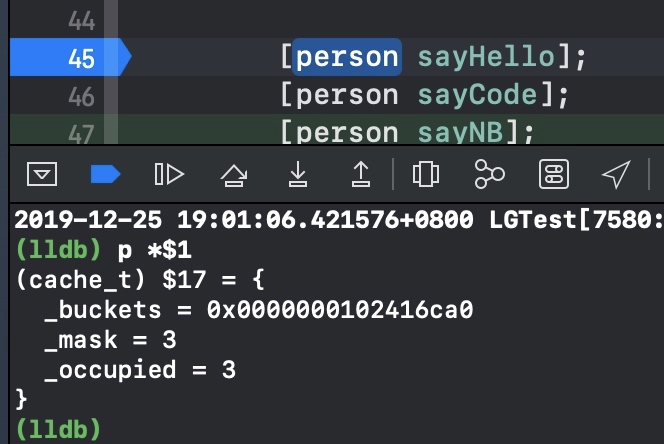 44
45 [person sayHello];
46 [person sayCode];
47 [person sayNB];
2019-12-25 19:01:06.421576+0800 LGTest[7580:
(lldb) p *$1
(cache_t) $17 = {
  _buckets = 0x0000000102416ca0
  _mask = 3
  _occupied = 3
}
(lldb)